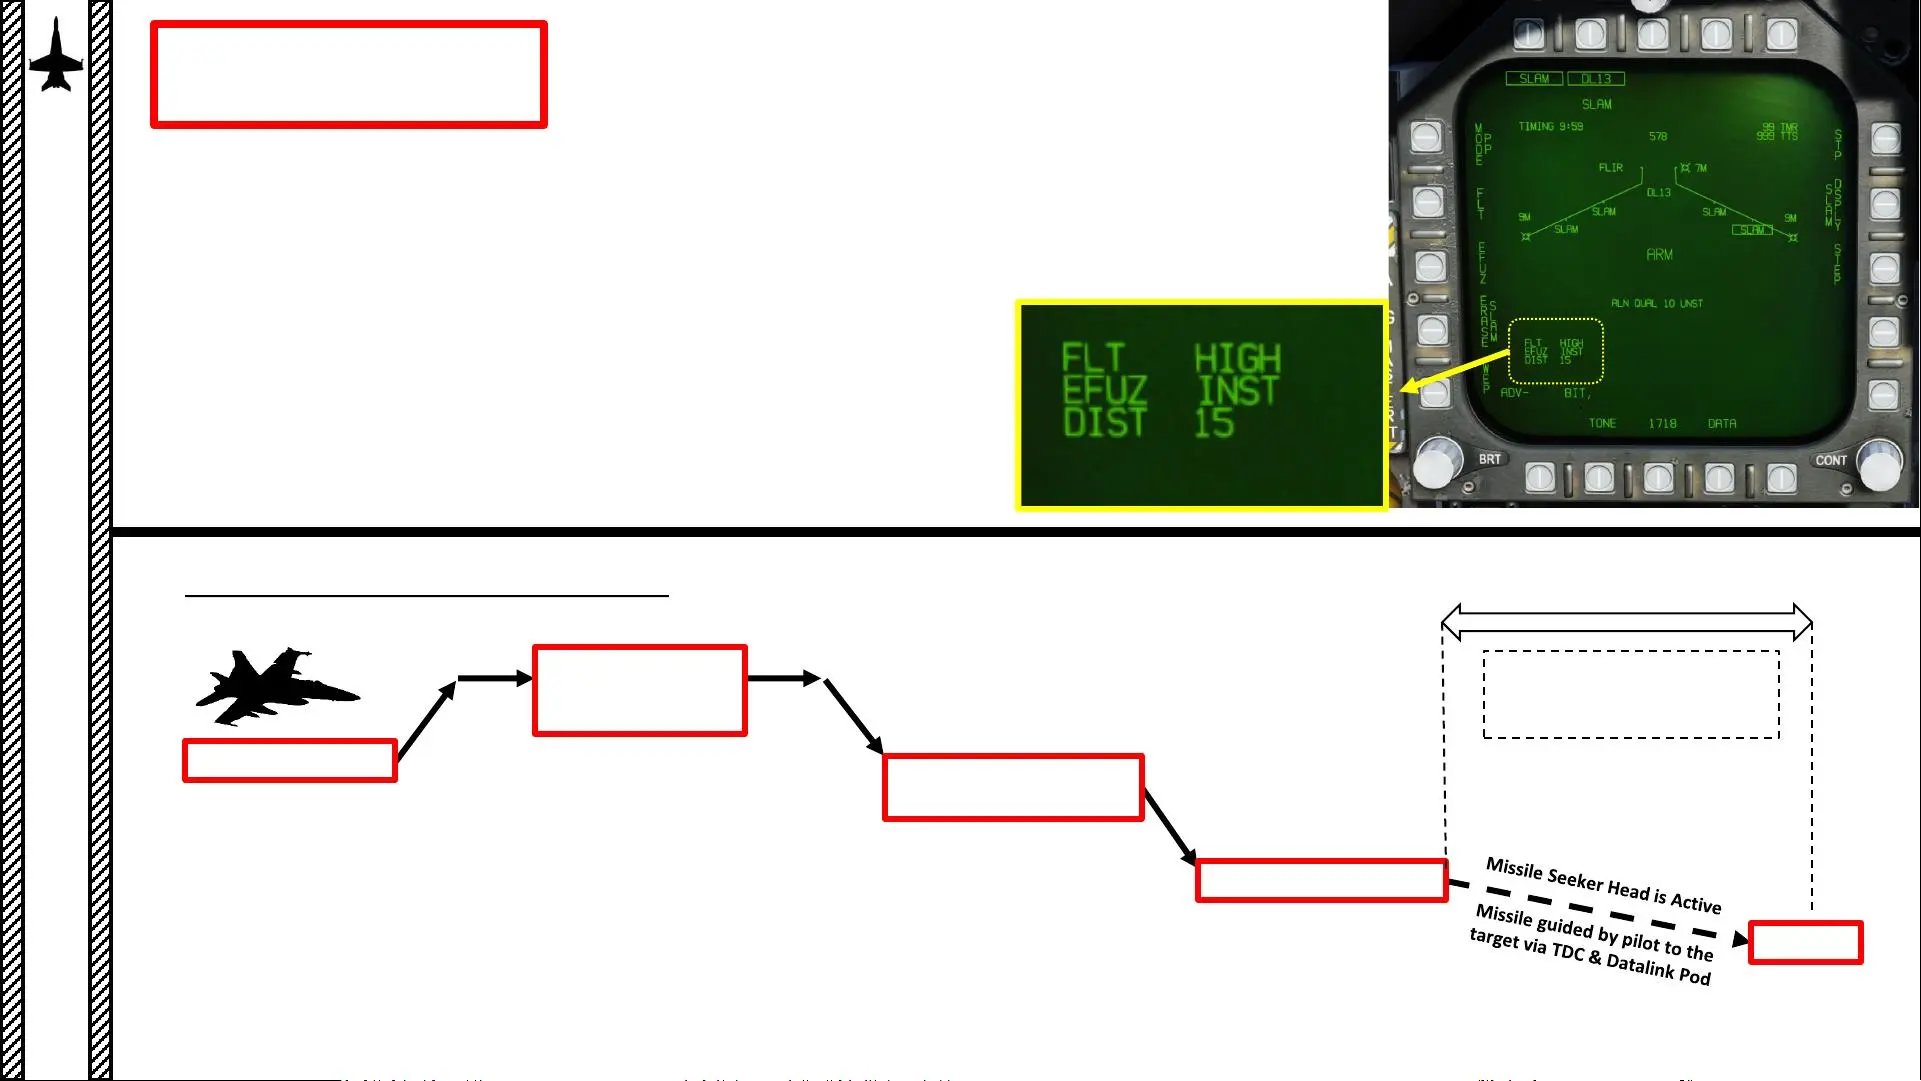 SLAM DL13
SLAM
TIMING 9:59
578
99 TMR
999 TTS
MODE
PP
STP
FLIR
7M
DL13
FLT
SLAM
SLAM
DSPLY
SLAM
9M
9M
SLAM
SLAM
ARM
EFUZ
STEP
ALN QUAL 10 UNST
ERASE
SLAM
WEP
FLT HIGH
EFUZ INST
DIST 15
ADV- BIT,
TONE 1718 DATA
BRT
CONT
FLT HIGH
EFUZ INST
DIST 15
Missile Seeker Head is Active
Missile guided by pilot to the
target via TDC & Datalink Pod